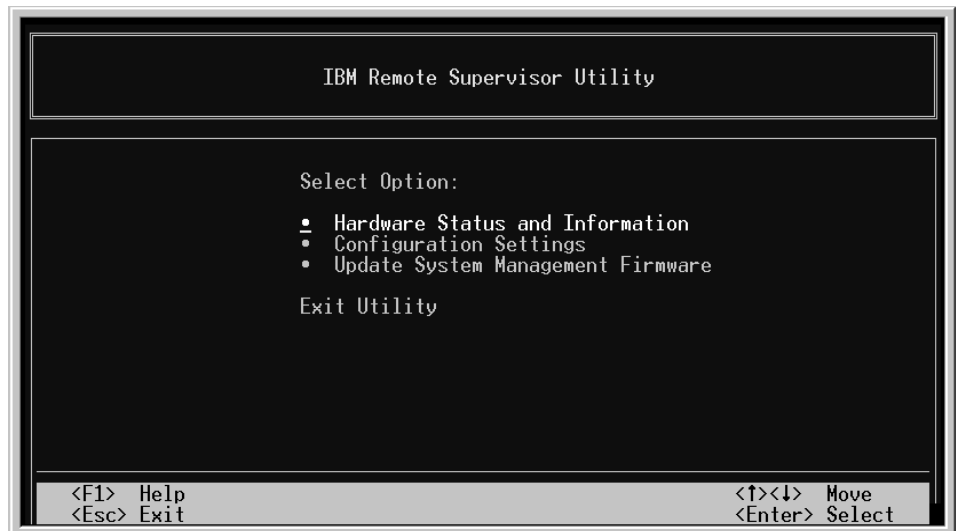 IBM Remote Supervisor Utility
Select Option:
• Hardware Status and Information
• Configuration Settings
• Update System Management Firmware
Exit Utility
<F1> Help <↑><↓> Move
<Esc> Exit <Enter> Select